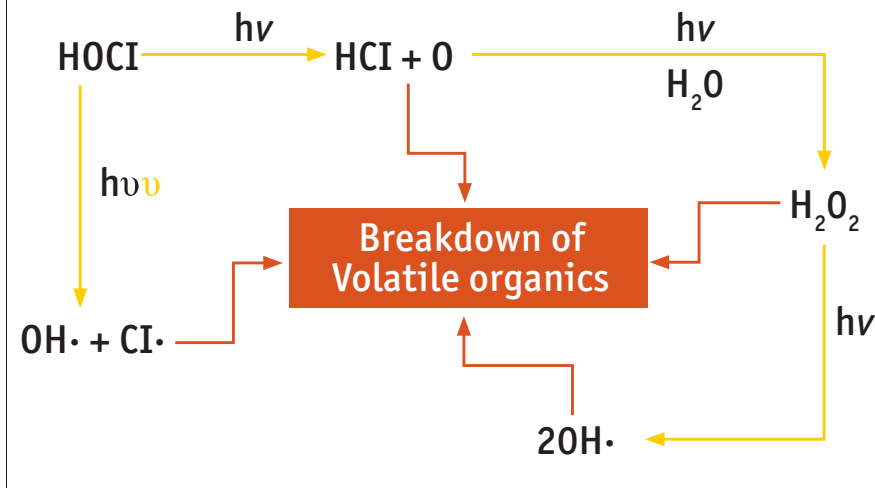 HOCI
hv
HCI + O
hv
H₂O
hυυ
H₂O₂
Breakdown of
Volatile organics
OH· + CI·
hv
2OH·